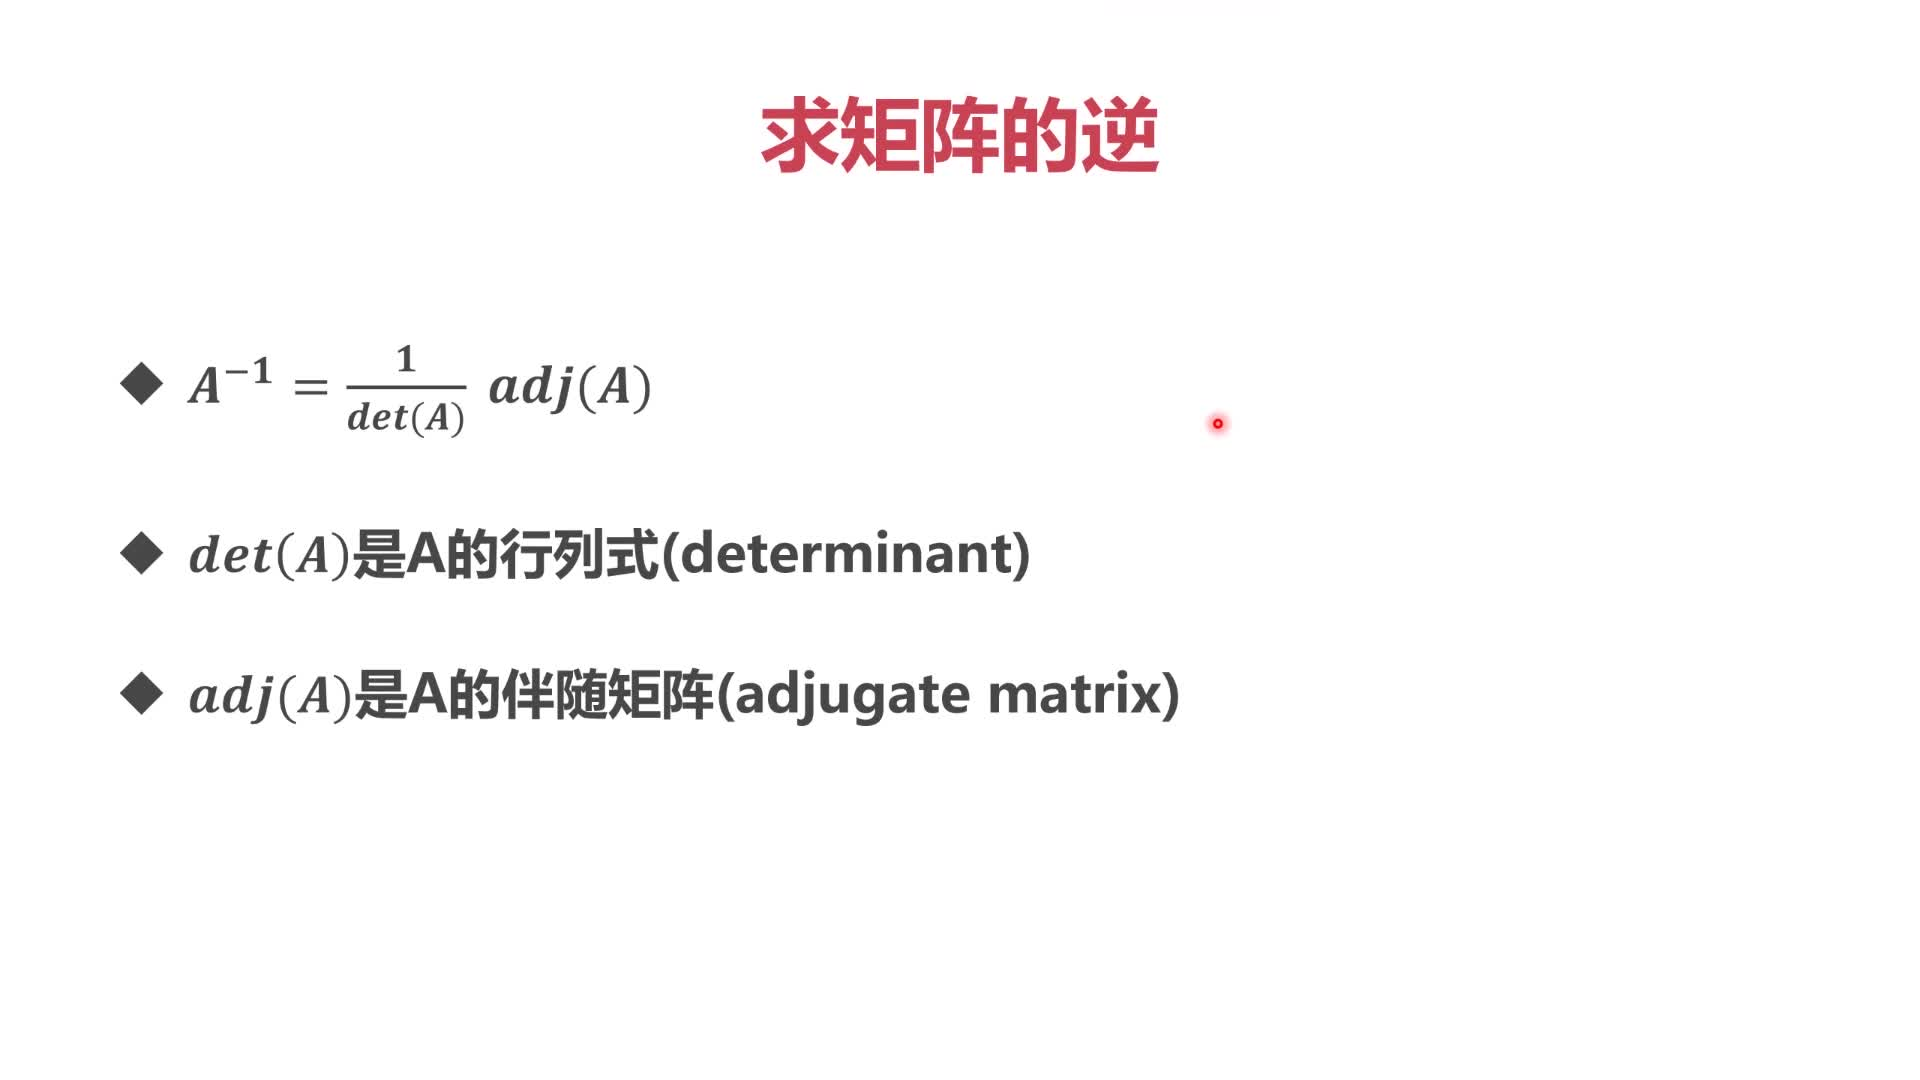 求矩阵的逆
◆ $A^{-1} = \frac{1}{det(A)} \, adj(A)$
◆ $det(A)$是A的行列式(determinant)
◆ $adj(A)$是A的伴随矩阵(adjugate matrix)